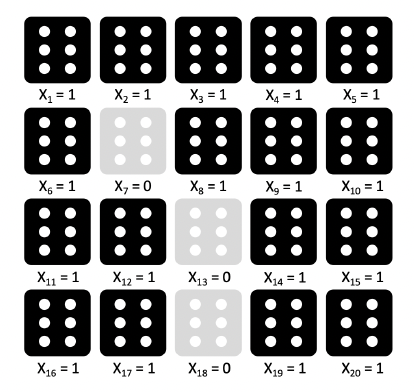 X₁ = 1 X₂ = 1 X₃ = 1 X₄ = 1 X₅ = 1
X₆ = 1 X₇ = 0 X₈ = 1 X₉ = 1 X₁₀ = 1
X₁₁ = 1 X₁₂ = 1 X₁₃ = 0 X₁₄ = 1 X₁₅ = 1
X₁₆ = 1 X₁₇ = 1 X₁₈ = 0 X₁₉ = 1 X₂₀ = 1